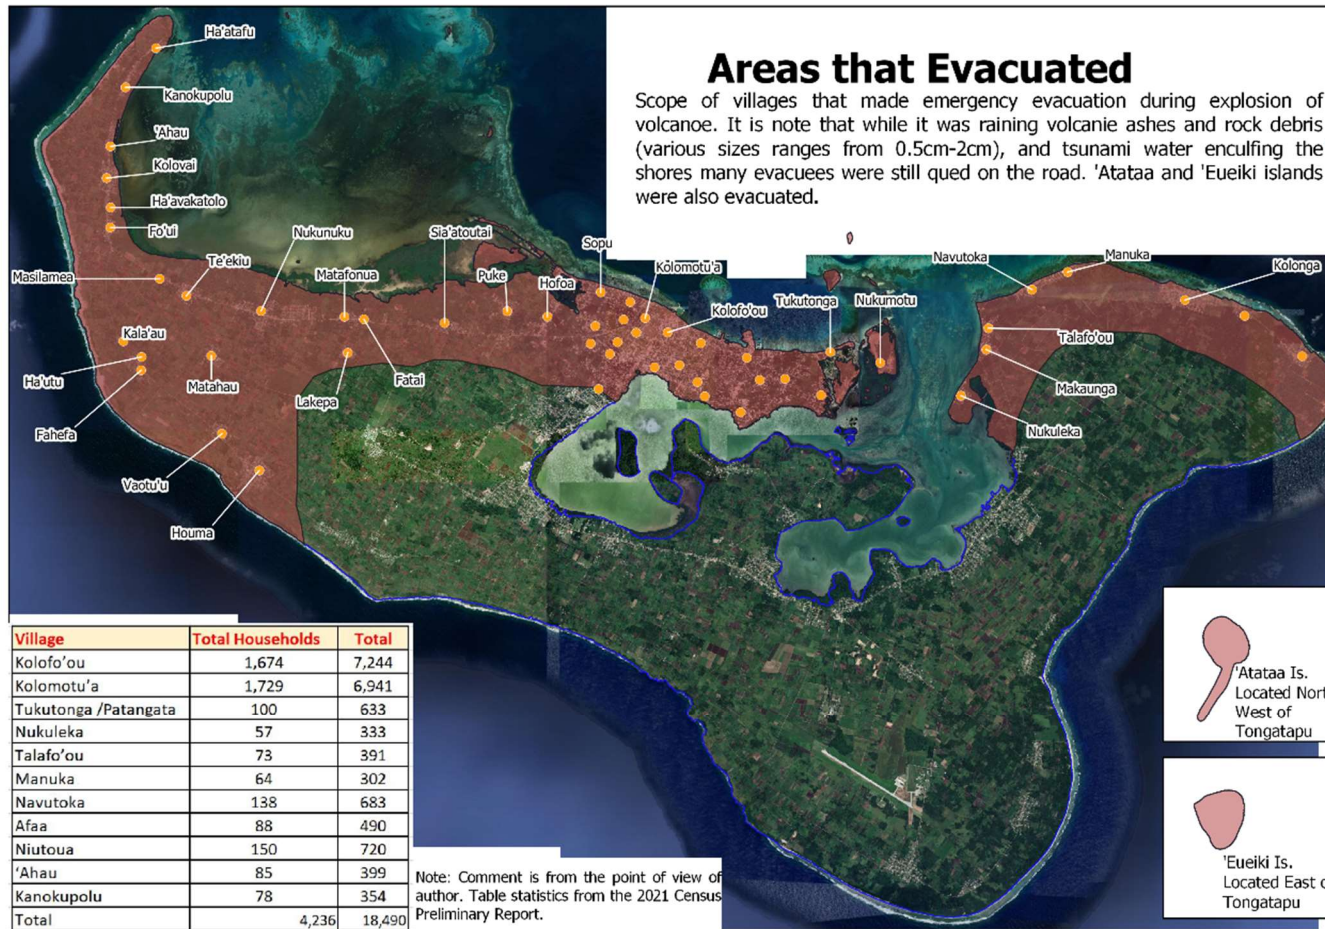 Areas that Evacuated
Scope of villages that made emergency evacuation during explosion of
volcanoe. It is note that while it was raining volcanie ashes and rock debris
(various sizes ranges from 0.5cm-2cm), and tsunami water enculfing the
shores many evacuees were still qued on the road. 'Atataa and 'Eueiki islands
were also evacuated.
Ha'atafu
Kanokupolu
'Ahau
Kolovai
Ha'avakatolo
Fo'ui
Masilamea
Te'ekiu
Nukunuku
Matafonua
Sia'atoutai
Puke
Hofoa
Sopu
Kolomotu'a
Kolofo'ou
Tukutonga
Nukumotu
Navutoka
Manuka
Kolonga
Talafo'ou
Makaunga
Nukuleka
Kala'au
Ha'utu
Fahefa
Matahau
Lakepa
Fatai
Vaotu'u
Houma
Village Total Households Total
Kolofo'ou 1,674 7,244
Kolomotu'a 1,729 6,941
Tukutonga /Patangata 100 633
Nukuleka 57 333
Talafo'ou 73 391
Manuka 64 302
Navutoka 138 683
Afaa 88 490
Niutoua 150 720
'Ahau 85 399
Kanokupolu 78 354
Total 4,236 18,490
Note: Comment is from the point of view of
author. Table statistics from the 2021 Census
Preliminary Report.
'Atataa Is.
Located Nort
West of
Tongatapu
'Eueiki Is.
Located East o
Tongatapu